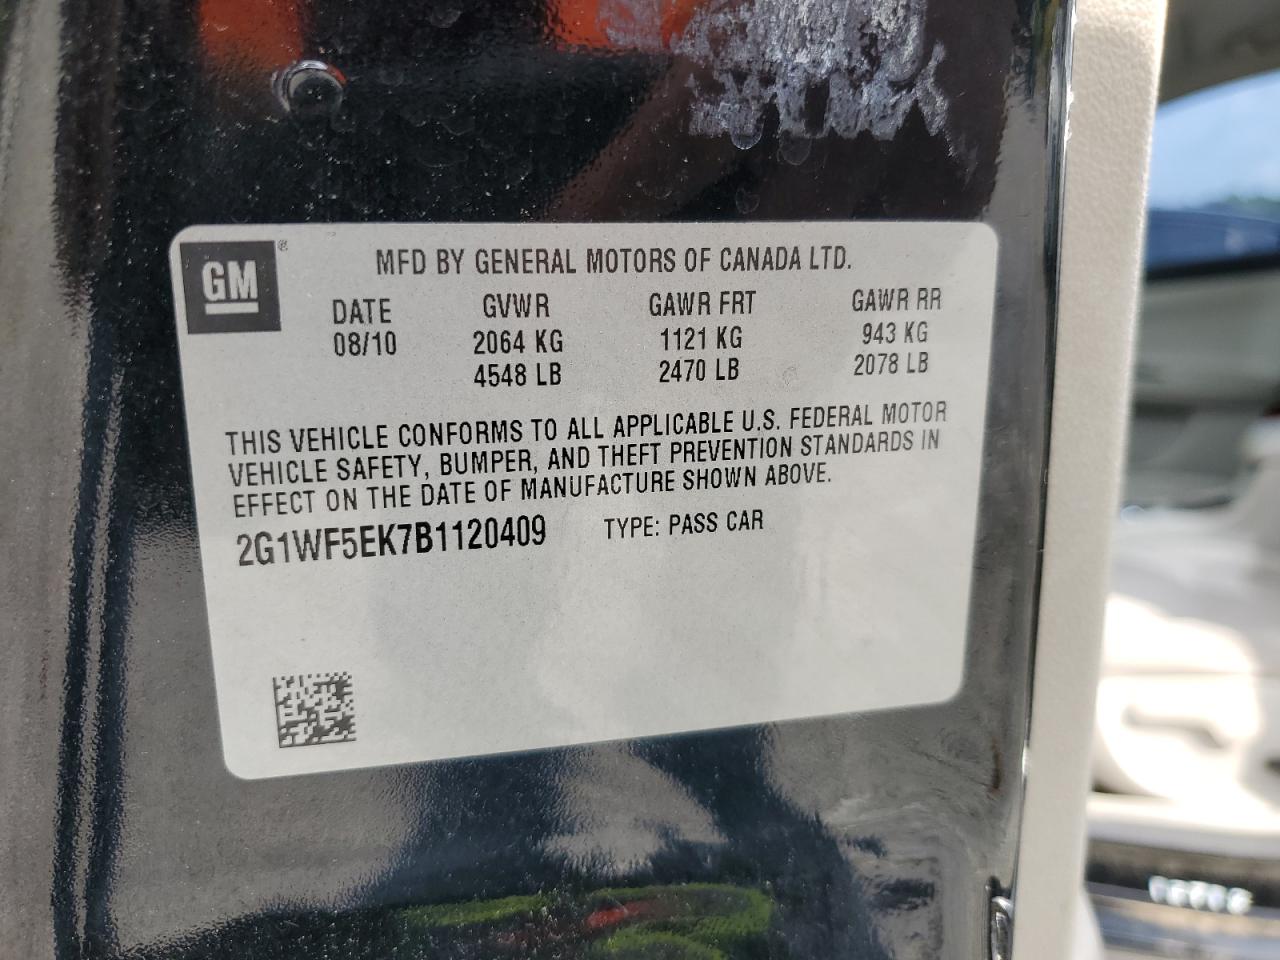 GM®
MFD BY GENERAL MOTORS OF CANADA LTD.
DATE GVWR GAWR FRT GAWR RR
08/10 2064 KG 1121 KG 943 KG
4548 LB 2470 LB 2078 LB
THIS VEHICLE CONFORMS TO ALL APPLICABLE U.S. FEDERAL MOTOR
VEHICLE SAFETY, BUMPER, AND THEFT PREVENTION STANDARDS IN
EFFECT ON THE DATE OF MANUFACTURE SHOWN ABOVE.
2G1WF5EK7B1120409 TYPE: PASS CAR